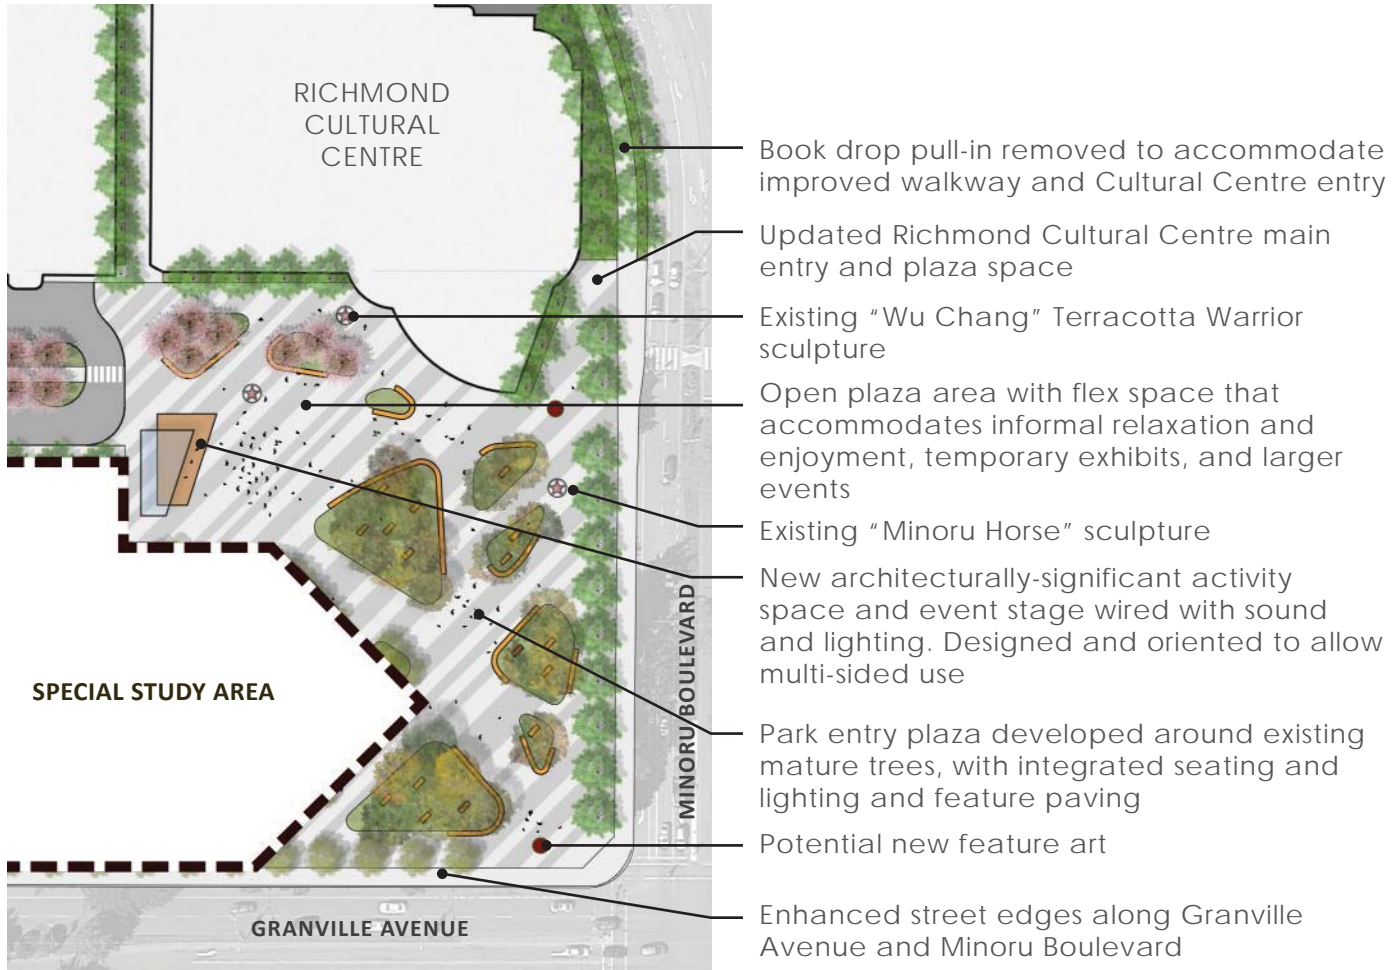 RICHMOND
CULTURAL
CENTRE
SPECIAL STUDY AREA
MINORU BOULEVARD
GRANVILLE AVENUE
Book drop pull-in removed to accommodate
improved walkway and Cultural Centre entry
Updated Richmond Cultural Centre main
entry and plaza space
Existing “Wu Chang” Terracotta Warrior
sculpture
Open plaza area with flex space that
accommodates informal relaxation and
enjoyment, temporary exhibits, and larger
events
Existing “Minoru Horse” sculpture
New architecturally-significant activity
space and event stage wired with sound
and lighting. Designed and oriented to allow
multi-sided use
Park entry plaza developed around existing
mature trees, with integrated seating and
lighting and feature paving
Potential new feature art
Enhanced street edges along Granville
Avenue and Minoru Boulevard